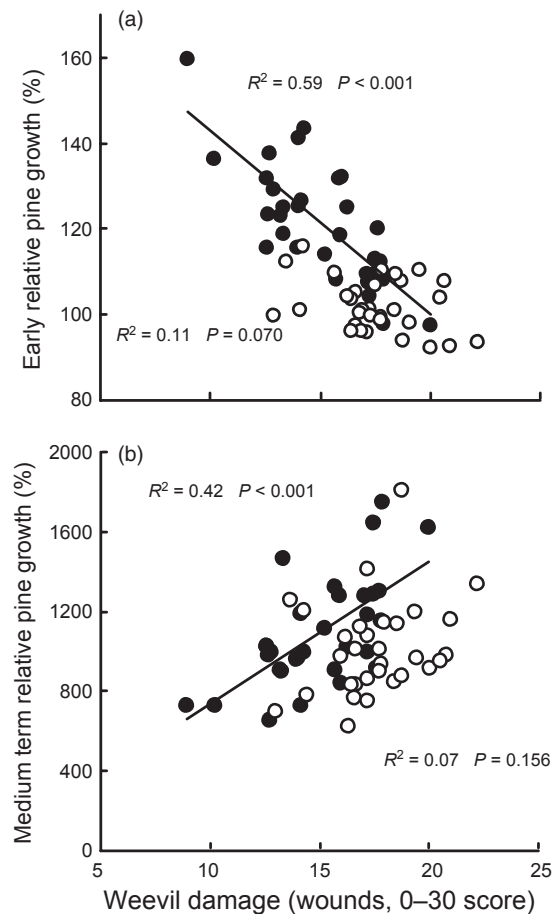 (a)
Early relative pine growth (%)
160
140
120
100
80
R² = 0.59 P < 0.001
R² = 0.11 P = 0.070
(b)
Medium term relative pine growth (%)
2000
1600
1200
800
400
0
R² = 0.42 P < 0.001
R² = 0.07 P = 0.156
5 10 15 20 25
Weevil damage (wounds, 0–30 score)